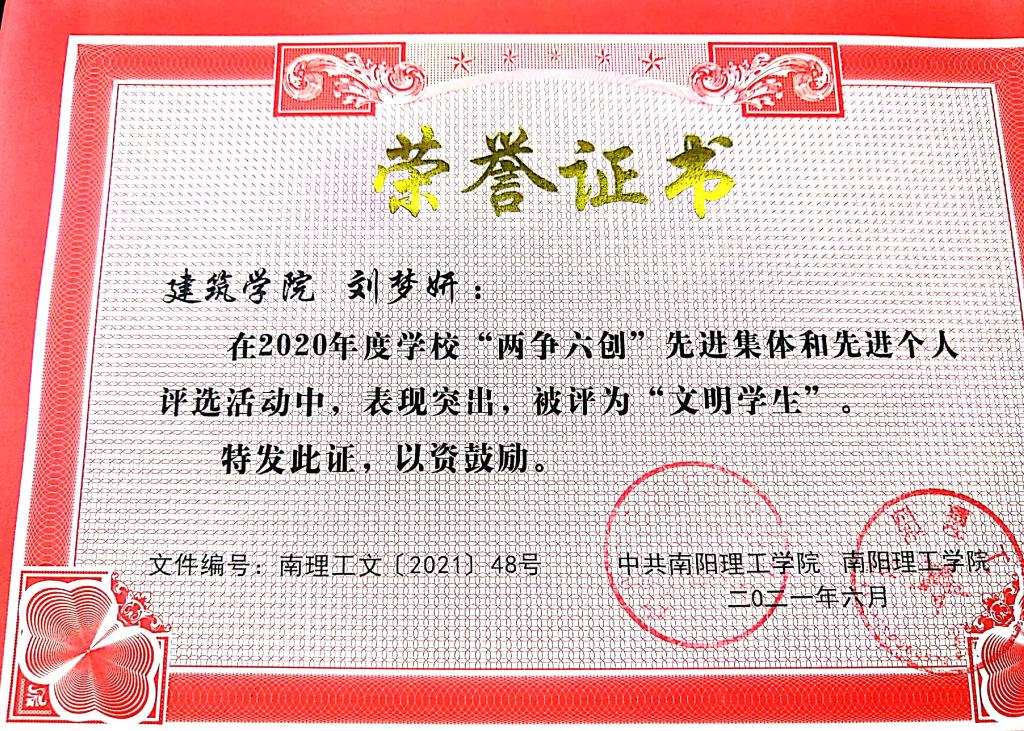 荣誉证书
建筑学院 刘梦妍：
在2020年度学校“两争六创”先进集体和先进个人
评选活动中，表现突出，被评为“文明学生”。
特发此证，以资鼓励。
文件编号：南理工文〔2021〕48号
中共南阳理工学院 南阳理工学院
二0二一年六月